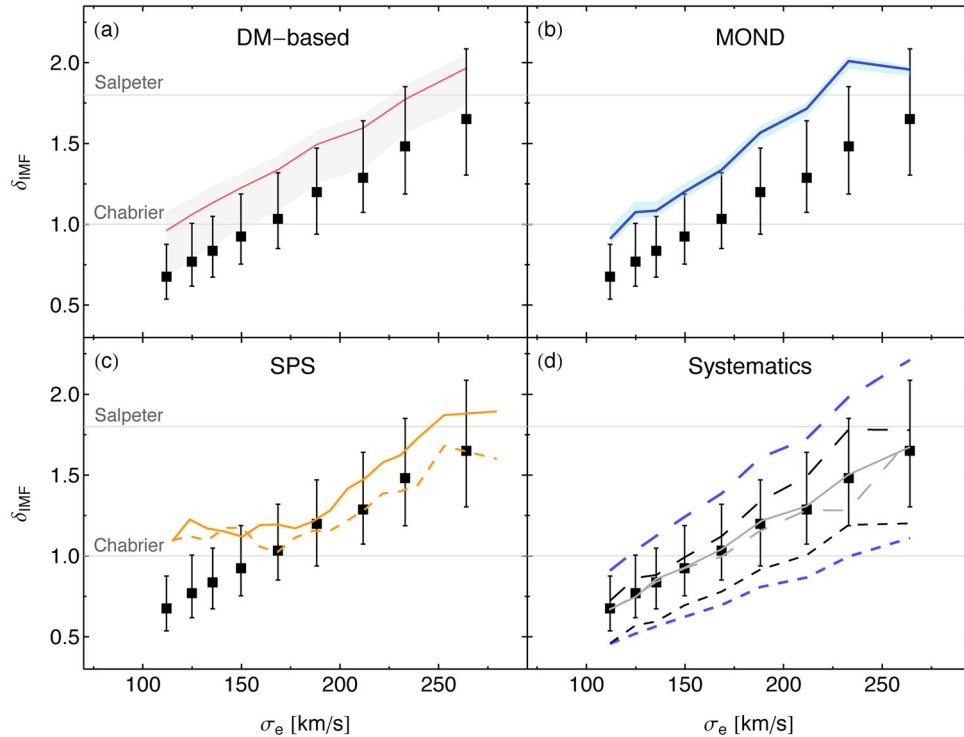 (a) DM−based
(b) MOND
2.0
Salpeter
1.5
δIMF
Chabrier
1.0
0.5
(c) SPS
(d) Systematics
2.0
Salpeter
1.5
δIMF
Chabrier
1.0
0.5
100 150 200 250
100 150 200 250
σe [km/s]
σe [km/s]